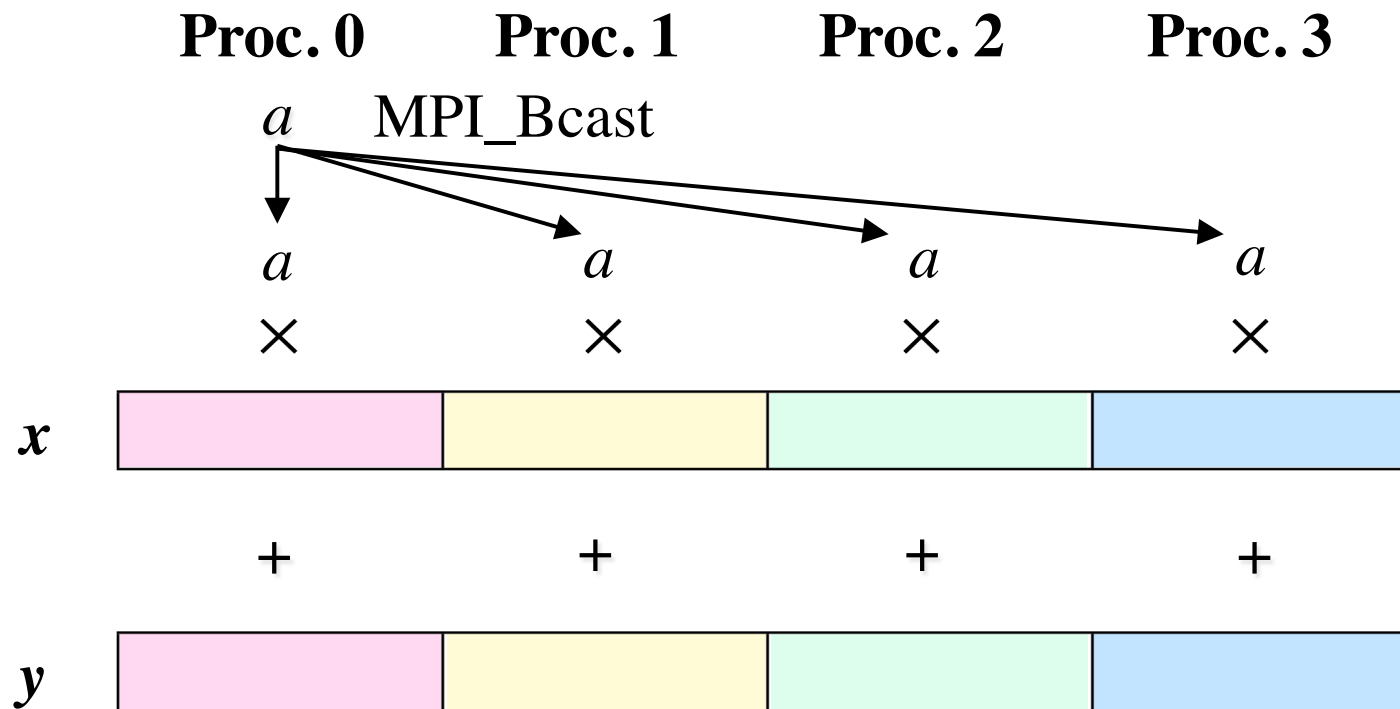 Proc. 0 Proc. 1 Proc. 2 Proc. 3
a MPI_Bcast
a a a a
× × × ×
x
+ + + +
y